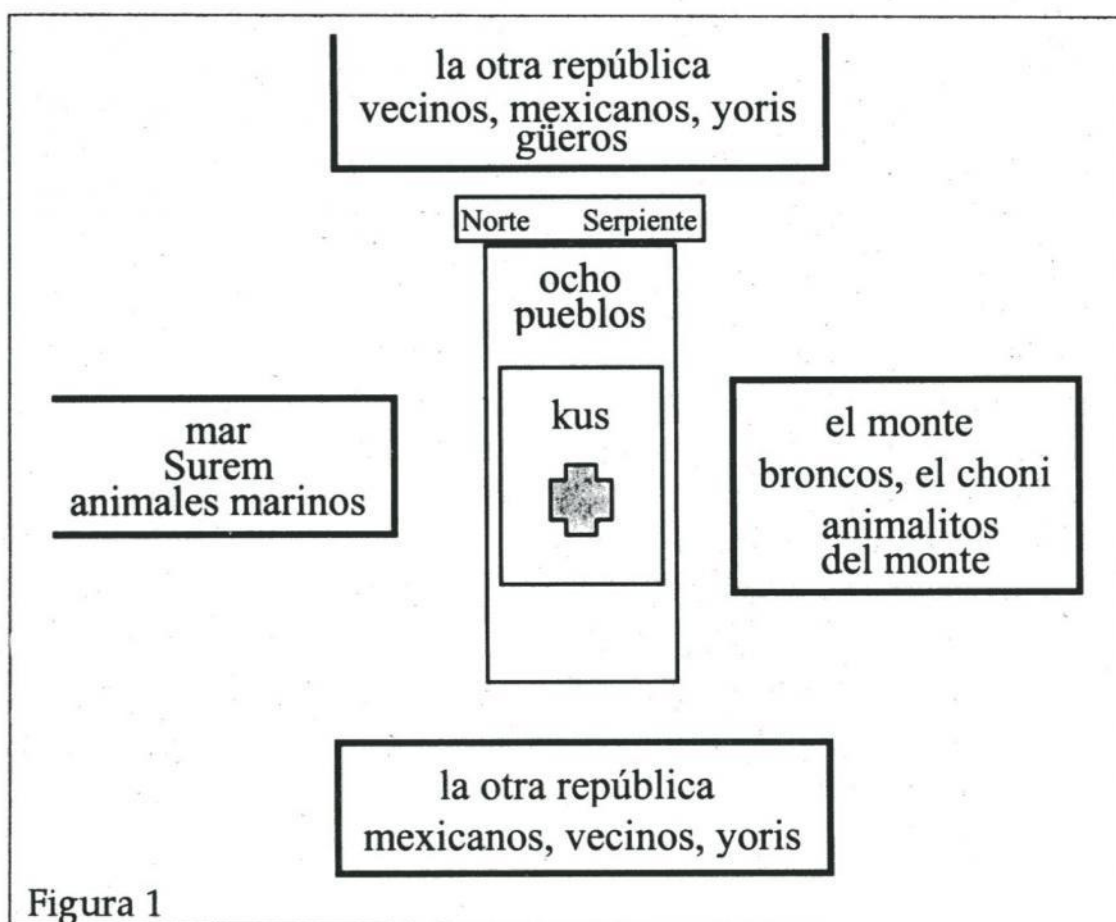 la otra república
vecinos, mexicanos, yoris
güeros
Norte Serpiente
ocho
pueblos
kus
mar
Surem
animales marinos
el monte
broncos, el choni
animalitos
del monte
la otra república
mexicanos, vecinos, yoris
Figura 1